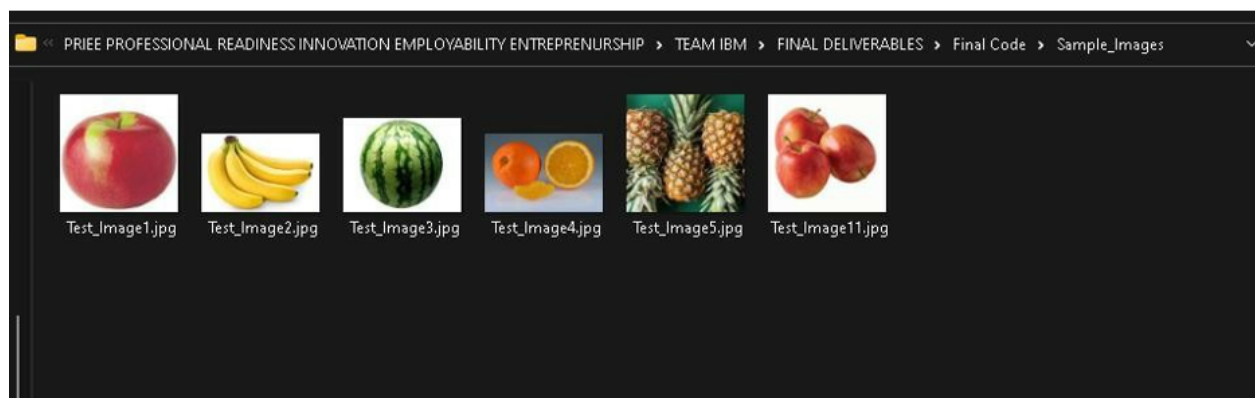 « PRIEE PROFESSIONAL READINESS INNOVATION EMPLOYABILITY ENTREPRENURSHIP > TEAM IBM > FINAL DELIVERABLES > Final Code > Sample_Images
Test_Image1.jpg Test_Image2.jpg Test_Image3.jpg Test_Image4.jpg Test_Image5.jpg Test_Image11.jpg